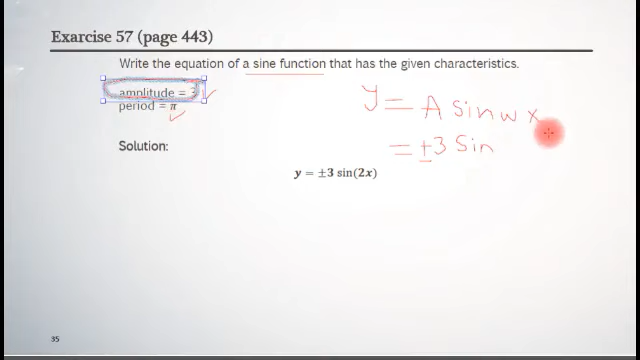 Exarcise 57 (page 443)
Write the equation of a sine function that has the given characteristics.
amplitude = 3
period = π
y = A sin w x
= ±3 Sin
Solution:
y = ±3 sin(2x)
35